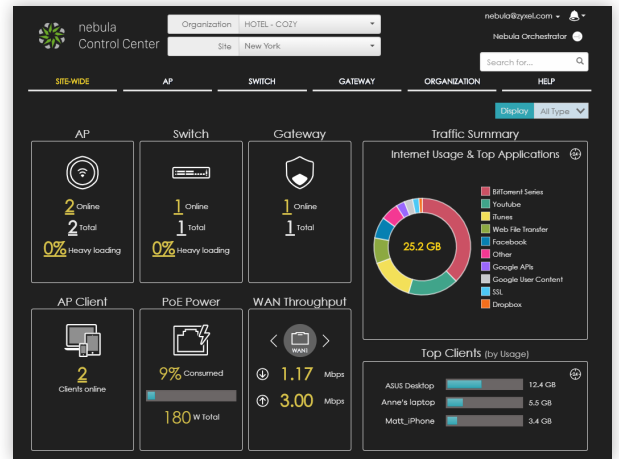 nebula
Control Center
Organization HOTEL - COZY
Site New York
nebula@zyxel.com
Nebula Orchestrator
Search for...
SITE-WIDE AP SWITCH GATEWAY ORGANIZATION HELP
Display All Type
AP
2 Online
2 Total
0% Heavy loading
Switch
1 Online
1 Total
0% Heavy loading
Gateway
1 Online
1 Total
Traffic Summary
Internet Usage & Top Applications
25.2 GB
BitTorrent Series
Youtube
iTunes
Web File Transfer
Facebook
Other
Google APIs
Google User Content
SSL
Dropbox
AP Client
2
Clients online
PoE Power
9% Consumed
180 W Total
WAN Throughput
WAN1
1.17 Mbps
3.00 Mbps
Top Clients (by Usage)
ASUS Desktop 12.4 GB
Anne's laptop 5.5 GB
Matt_iPhone 3.4 GB